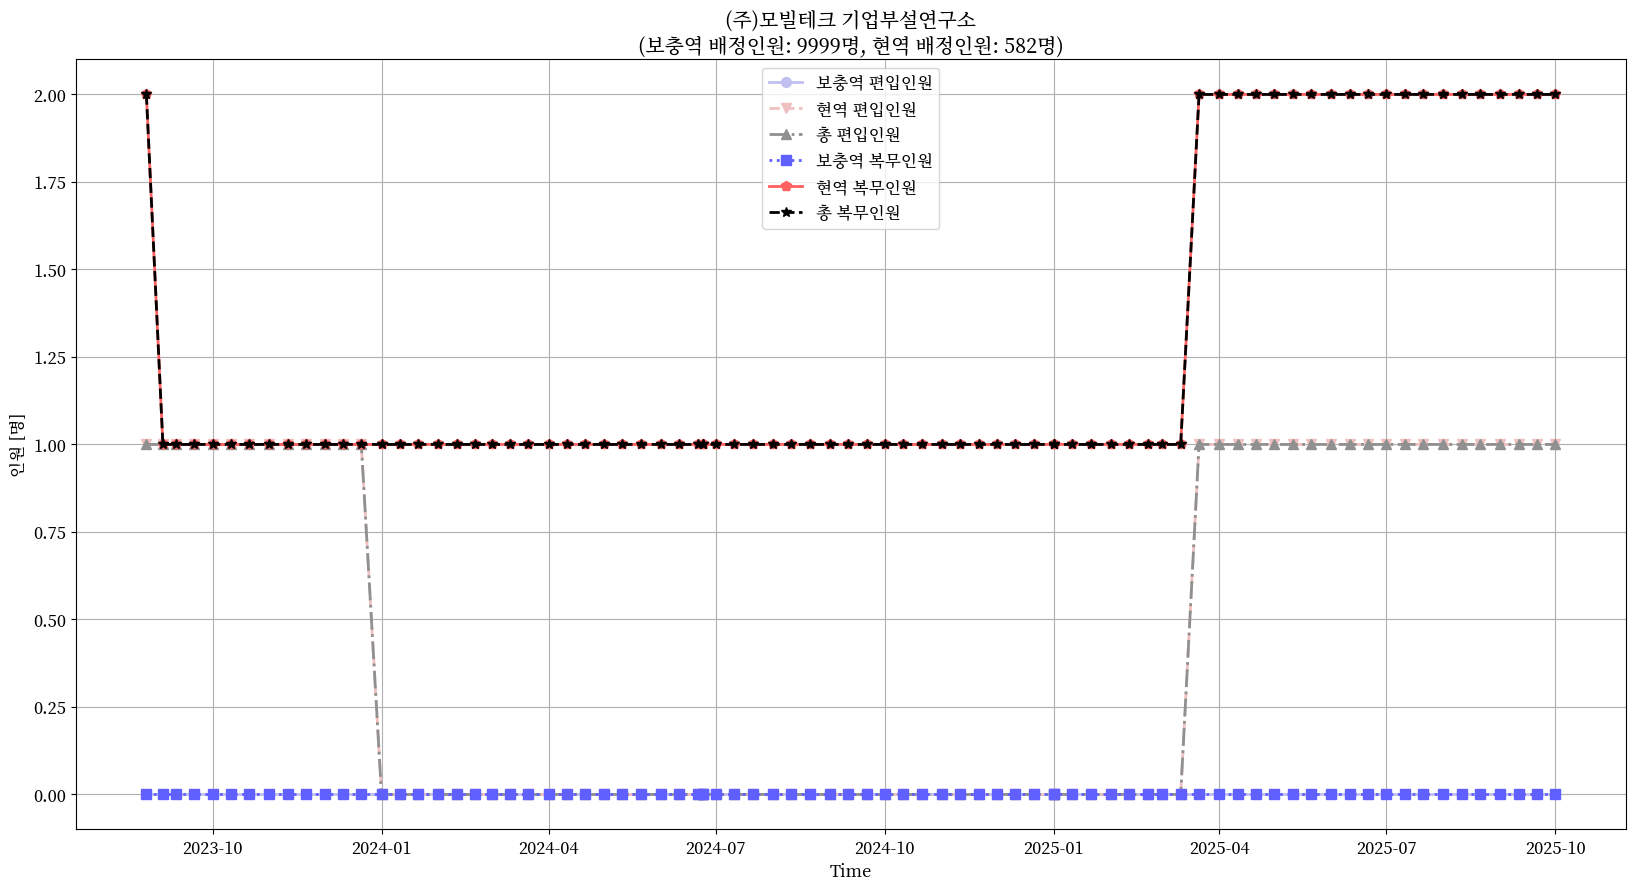 (주)모빌테크 기업부설연구소
(보충역 배정인원: 9999명, 현역 배정인원: 582명)
보충역 편입인원
현역 편입인원
총 편입인원
보충역 복무인원
현역 복무인원
총 복무인원
2.00
1.75
1.50
1.25
1.00
0.75
0.50
0.25
0.00
인원 [명]
2023-10
2024-01
2024-04
2024-07
2024-10
2025-01
2025-04
2025-07
2025-10
Time